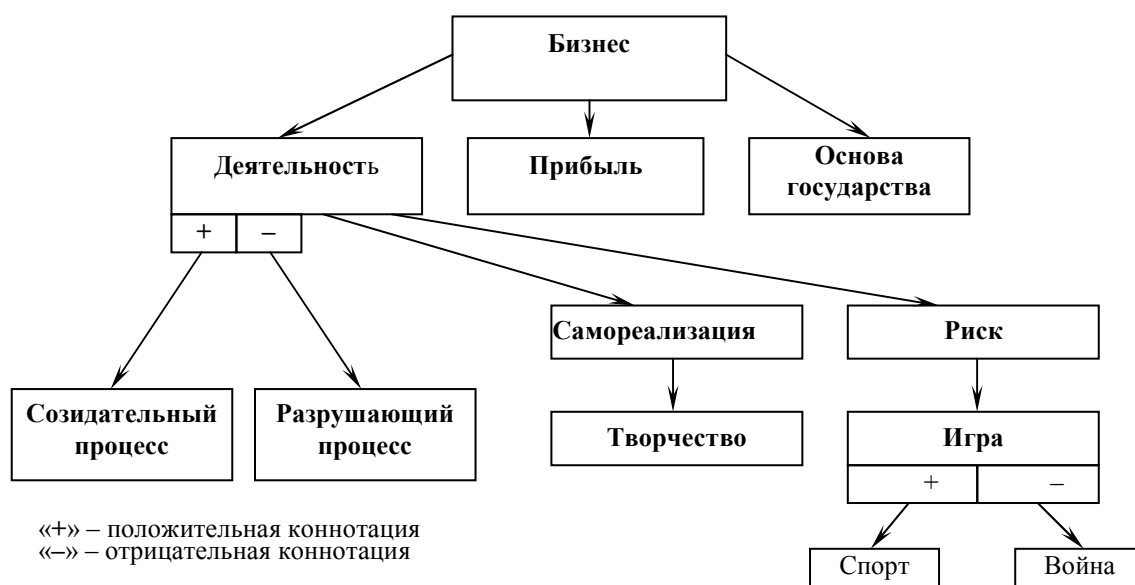 Бизнес
Деятельность
Прибыль
Основа
государства
+
–
Самореализация
Риск
Созидательный
процесс
Разрушающий
процесс
Творчество
Игра
+
–
«+» – положительная коннотация
«–» – отрицательная коннотация
Спорт
Война